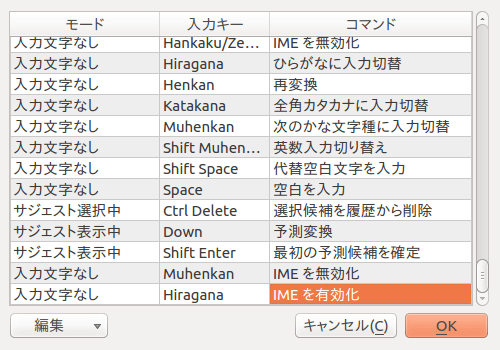 モード 入力キー コマンド
入力文字なし Hankaku/Ze... IME を無効化
入力文字なし Hiragana ひらがなに入力切替
入力文字なし Henkan 再変換
入力文字なし Katakana 全角カタカナに入力切替
入力文字なし Muhenkan 次のかな文字種に入力切替
入力文字なし Shift Muhen... 英数入力切り替え
入力文字なし Shift Space 代替空白文字を入力
入力文字なし Space 空白を入力
サジェスト選択中 Ctrl Delete 選択候補を履歴から削除
サジェスト表示中 Down 予測変換
サジェスト表示中 Shift Enter 最初の予測候補を確定
入力文字なし Muhenkan IME を無効化
入力文字なし Hiragana IME を有効化
編集 キャンセル(C) OK